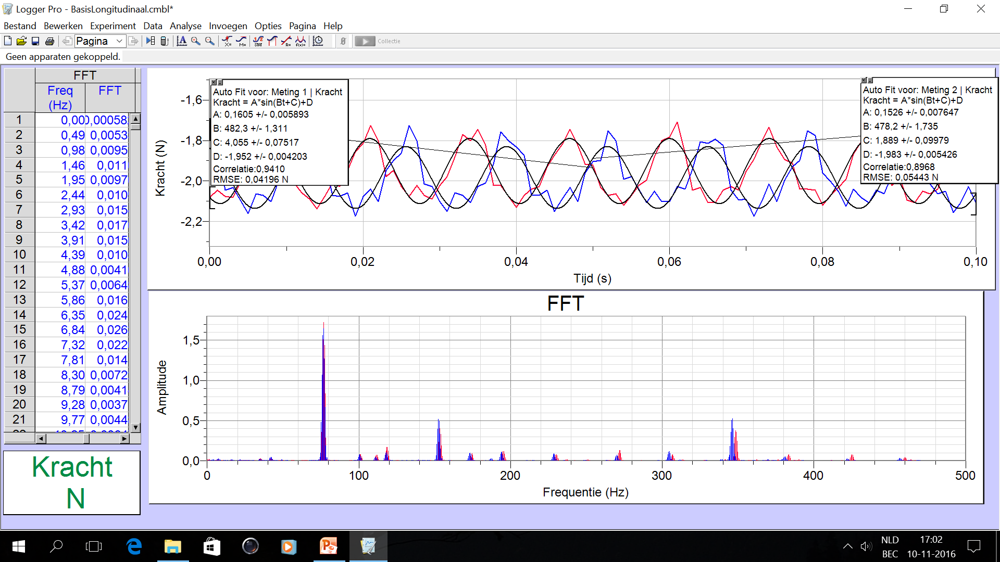 Logger Pro - BasisLongitudinaal.cmbl*
Bestand Bewerken Experiment Data Analyse Invoegen Opties Pagina Help
Pagina
Collectie
Geen apparaten gekoppeld.
FFT
Freq (Hz) FFT
1 0,00 0,00058
2 0,49 0,0053
3 0,98 0,0095
4 1,46 0,011
5 1,95 0,0097
6 2,44 0,010
7 2,93 0,015
8 3,42 0,017
9 3,91 0,015
10 4,39 0,010
11 4,88 0,0041
12 5,37 0,0064
13 5,86 0,016
14 6,35 0,024
15 6,84 0,026
16 7,32 0,022
17 7,81 0,014
18 8,30 0,0072
19 8,79 0,0041
20 9,28 0,0037
21 9,77 0,0044
Kracht
N
Kracht (N)
-1,6
-1,8
-2,0
-2,2
Auto Fit voor: Meting 1 | Kracht
Kracht = A*sin(Bt+C)+D
A: 0,1605 +/- 0,005893
B: 482,3 +/- 1,311
C: 4,055 +/- 0,07517
D: -1,952 +/- 0,004203
Correlatie:0,9410
RMSE: 0,04196 N
Auto Fit voor: Meting 2 | Kracht
Kracht = A*sin(Bt+C)+D
A: 0,1526 +/- 0,007647
B: 478,2 +/- 1,735
C: 1,889 +/- 0,09979
D: -1,983 +/- 0,005426
Correlatie:0,8968
RMSE: 0,05443 N
0,00 0,02 0,04 0,06 0,08 0,10
Tijd (s)
FFT
Amplitude
1,5
1,0
0,5
0,0
0 100 200 300 400 500
Frequentie (Hz)
NLD
BEC
17:02
10-11-2016